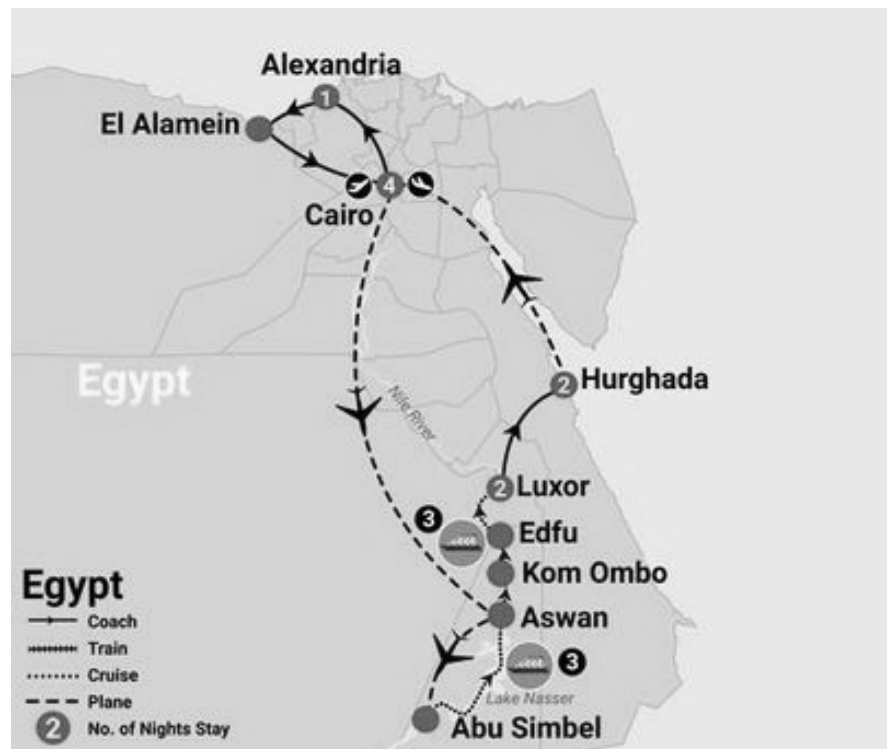 Alexandria
1
El Alamein
4
Cairo
Egypt
Nile River
2
Hurghada
2
Luxor
3
Edfu
Kom Ombo
Aswan
3
Lake Nasser
Abu Simbel
Egypt
Coach
Train
Cruise
Plane
2 No. of Nights Stay